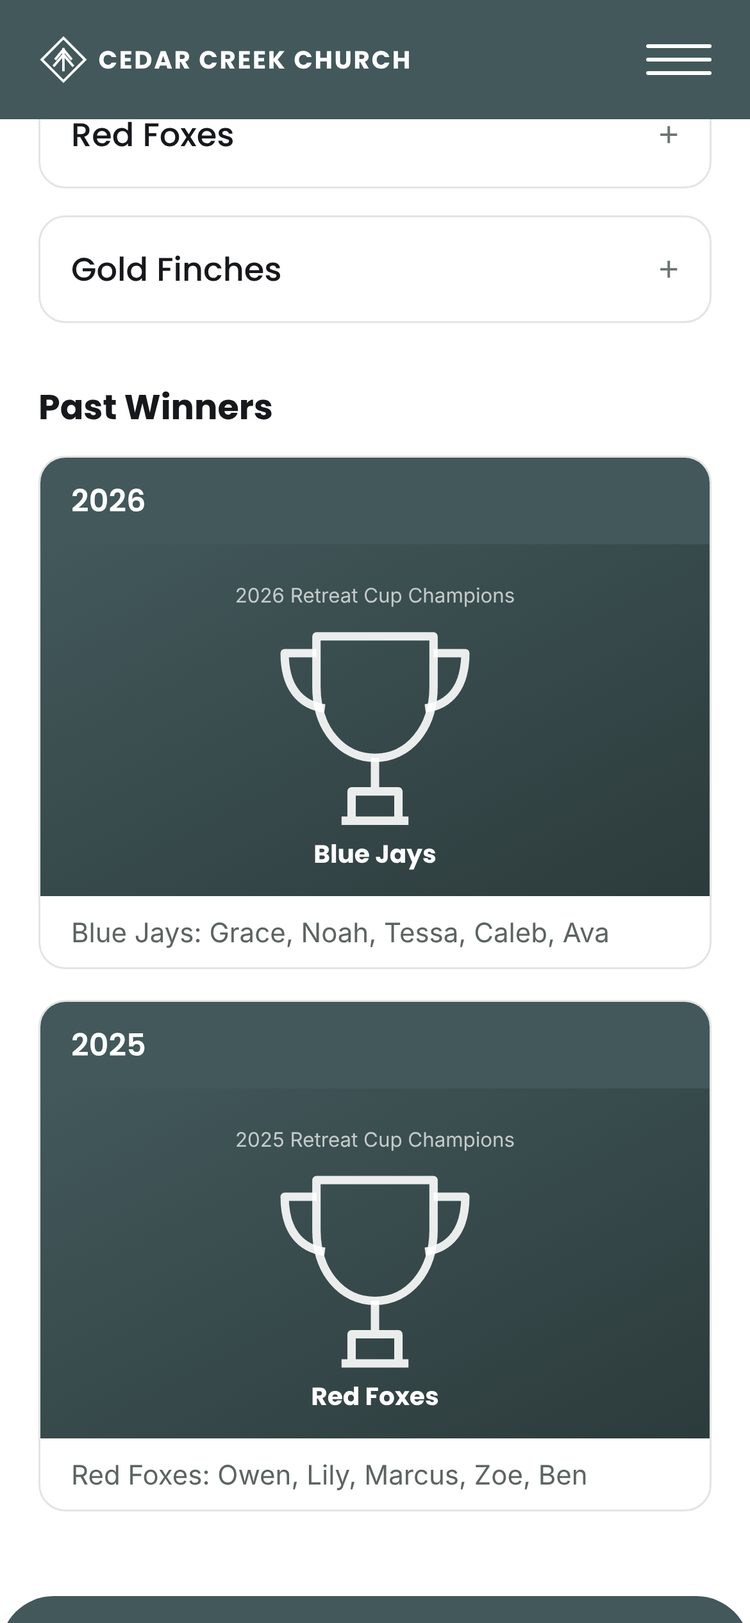 CEDAR CREEK CHURCH
Red Foxes +
Gold Finches +
Past Winners
2026
2026 Retreat Cup Champions
Blue Jays
Blue Jays: Grace, Noah, Tessa, Caleb, Ava
2025
2025 Retreat Cup Champions
Red Foxes
Red Foxes: Owen, Lily, Marcus, Zoe, Ben